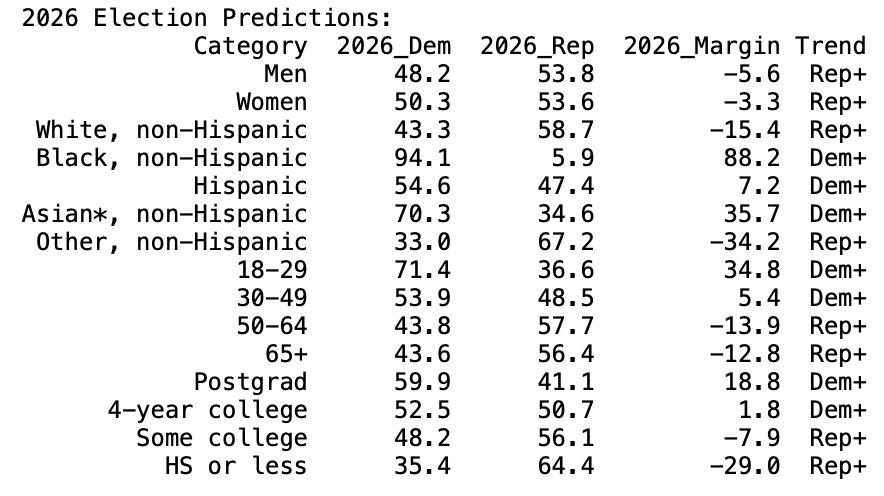 2026 Election Predictions:
Category 2026_Dem 2026_Rep 2026_Margin Trend
Men 48.2 53.8 −5.6 Rep+
Women 50.3 53.6 −3.3 Rep+
White, non−Hispanic 43.3 58.7 −15.4 Rep+
Black, non−Hispanic 94.1 5.9 88.2 Dem+
Hispanic 54.6 47.4 7.2 Dem+
Asian*, non−Hispanic 70.3 34.6 35.7 Dem+
Other, non−Hispanic 33.0 67.2 −34.2 Rep+
18−29 71.4 36.6 34.8 Dem+
30−49 53.9 48.5 5.4 Dem+
50−64 43.8 57.7 −13.9 Rep+
65+ 43.6 56.4 −12.8 Rep+
Postgrad 59.9 41.1 18.8 Dem+
4−year college 52.5 50.7 1.8 Dem+
Some college 48.2 56.1 −7.9 Rep+
HS or less 35.4 64.4 −29.0 Rep+